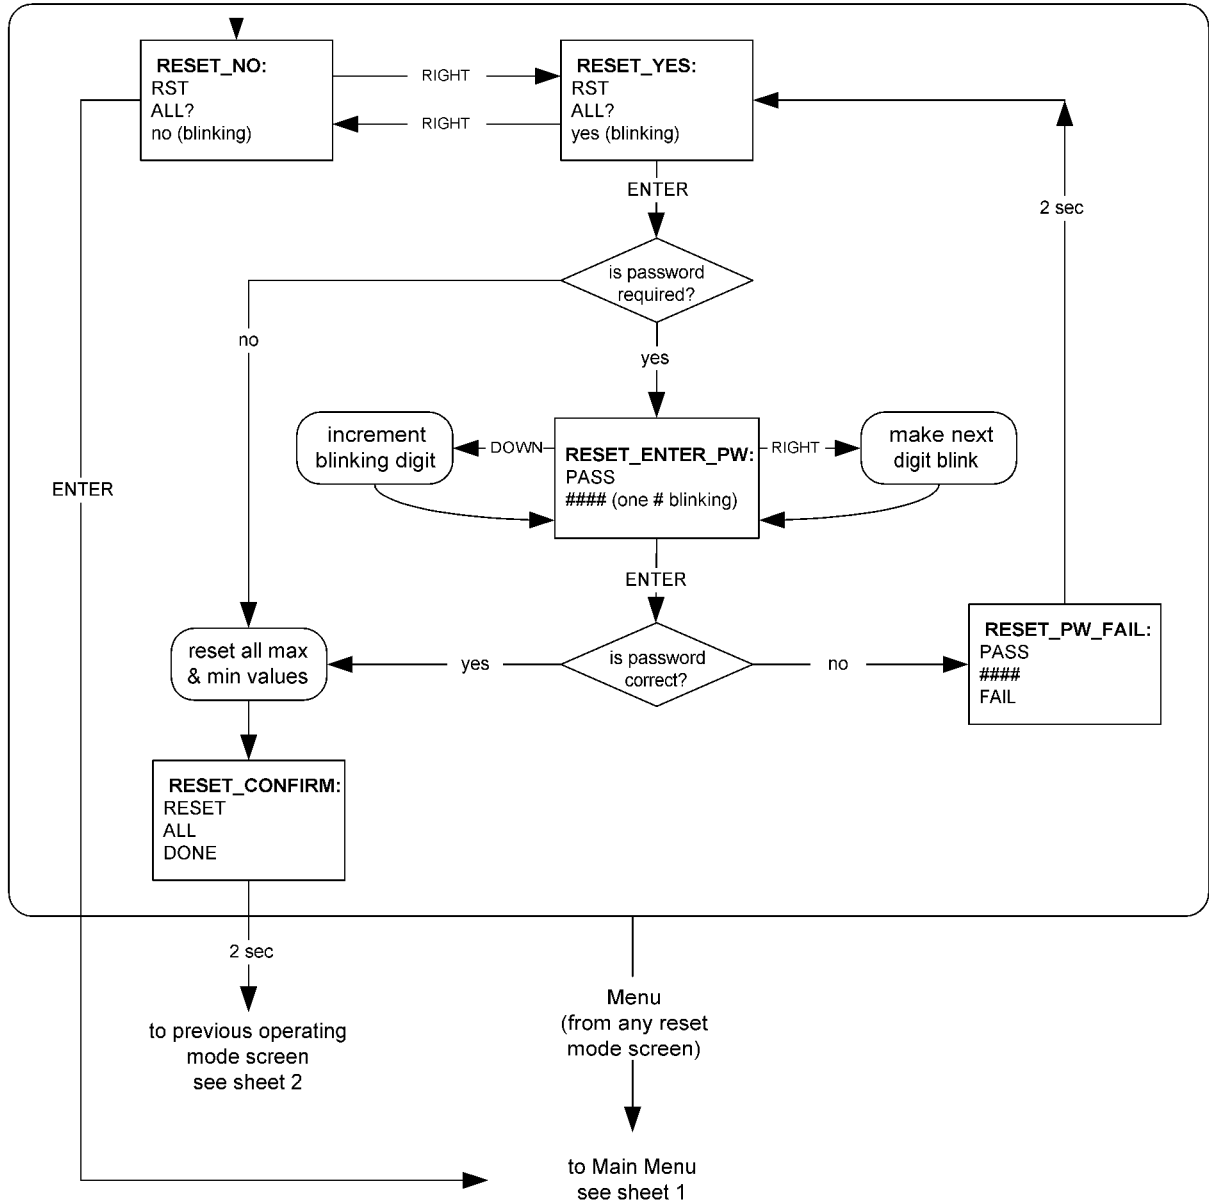 RESET_NO:
RST
ALL?
no (blinking)
RIGHT
RIGHT
RESET_YES:
RST
ALL?
yes (blinking)
ENTER
2 sec
is password
required?
no
yes
increment
blinking digit
DOWN
RESET_ENTER_PW:
PASS
#### (one # blinking)
RIGHT
make next
digit blink
ENTER
ENTER
reset all max
& min values
yes
is password
correct?
no
RESET_PW_FAIL:
PASS
####
FAIL
RESET_CONFIRM:
RESET
ALL
DONE
2 sec
to previous operating
mode screen
see sheet 2
Menu
(from any reset
mode screen)
to Main Menu
see sheet 1